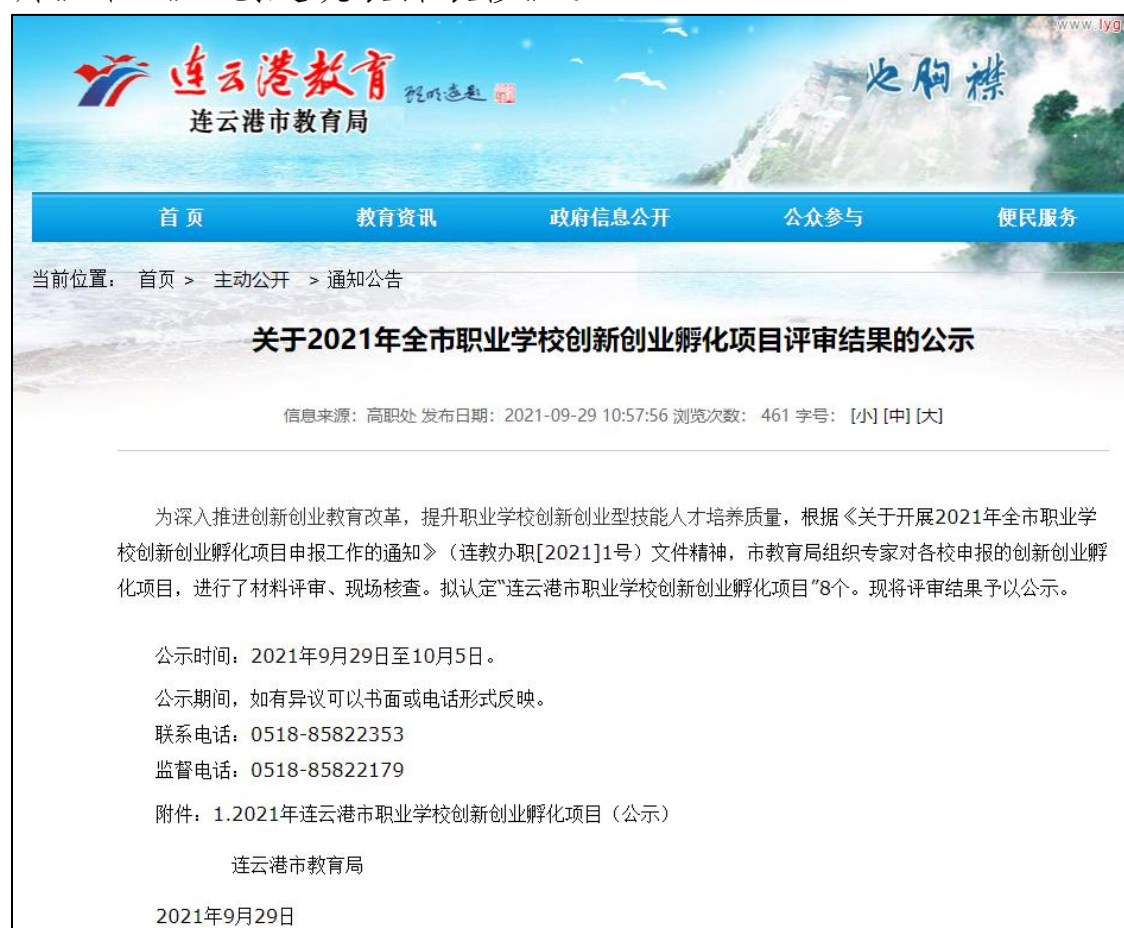 www.lyg
连云港教育
连云港市教育局
也胸襟
首页 教育资讯 政府信息公开 公众参与 便民服务
当前位置： 首页 > 主动公开 > 通知公告
关于2021年全市职业学校创新创业孵化项目评审结果的公示
信息来源：高职处 发布日期：2021-09-29 10:57:56 浏览次数： 461 字号： [小] [中] [大]
为深入推进创新创业教育改革，提升职业学校创新创业型技能人才培养质量，根据《关于开展2021年全市职业学
校创新创业孵化项目申报工作的通知》（连教办职[2021]1号）文件精神，市教育局组织专家对各校申报的创新创业孵
化项目，进行了材料评审、现场核查。拟认定“连云港市职业学校创新创业孵化项目”8个。现将评审结果予以公示。
公示时间：2021年9月29日至10月5日。
公示期间，如有异议可以书面或电话形式反映。
联系电话：0518-85822353
监督电话：0518-85822179
附件：1.2021年连云港市职业学校创新创业孵化项目（公示）
连云港市教育局
2021年9月29日